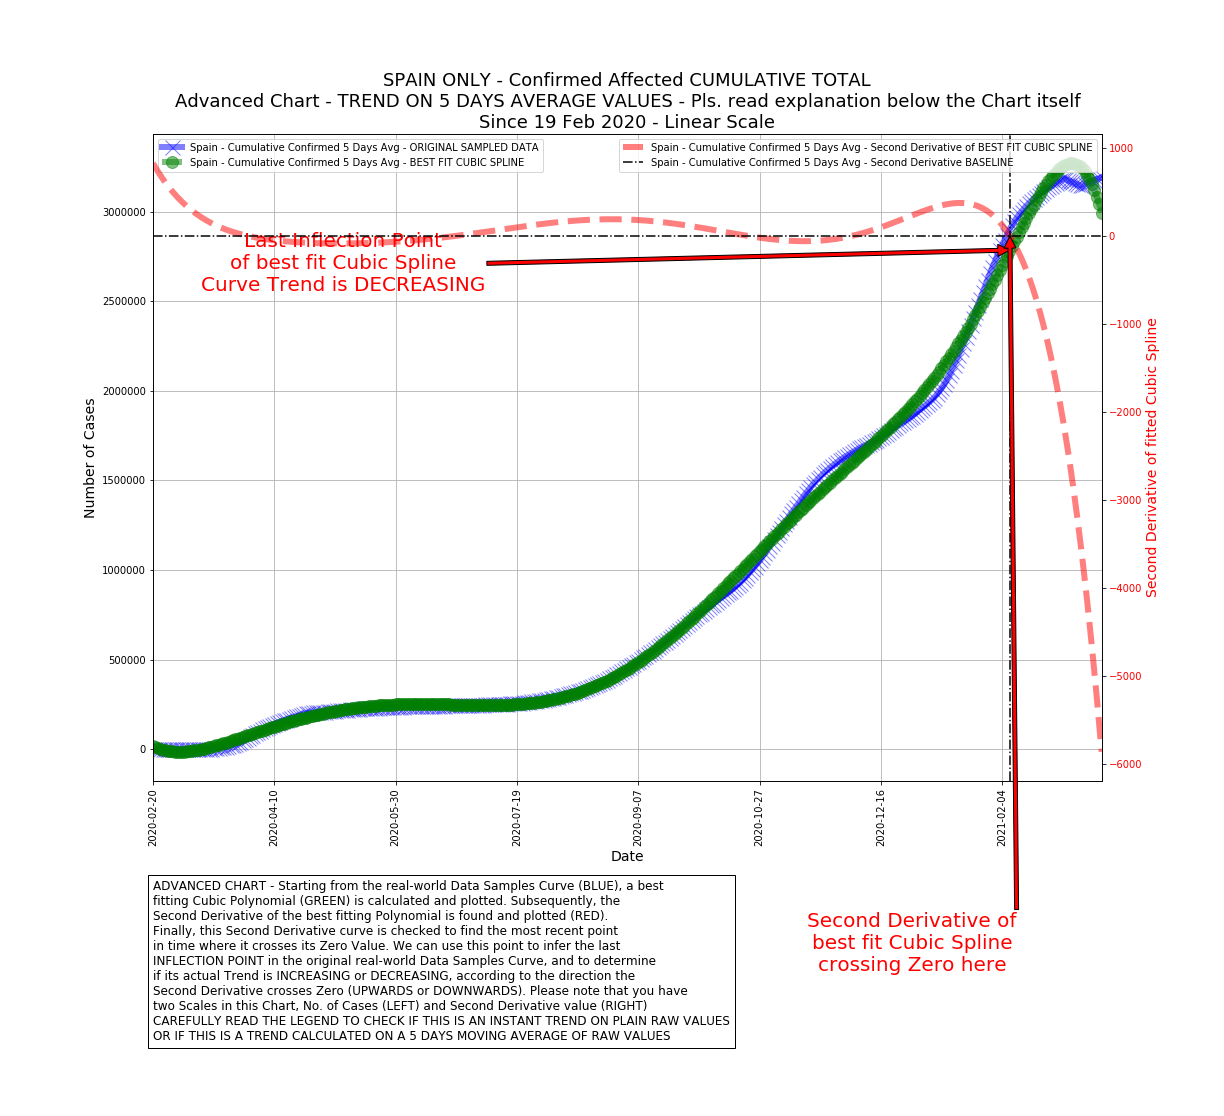 SPAIN ONLY - Confirmed Affected CUMULATIVE TOTAL
Advanced Chart - TREND ON 5 DAYS AVERAGE VALUES - Pls. read explanation below the Chart itself
Since 19 Feb 2020 - Linear Scale
Spain - Cumulative Confirmed 5 Days Avg - ORIGINAL SAMPLED DATA
Spain - Cumulative Confirmed 5 Days Avg - BEST FIT CUBIC SPLINE
Spain - Cumulative Confirmed 5 Days Avg - Second Derivative of BEST FIT CUBIC SPLINE
Spain - Cumulative Confirmed 5 Days Avg - Second Derivative BASELINE
Number of Cases
3000000
2500000
2000000
1500000
1000000
500000
0
1000
0
−1000
−2000
−3000
−4000
−5000
−6000
Second Derivative of fitted Cubic Spline
Last Inflection Point
of best fit Cubic Spline
Curve Trend is DECREASING
2020-02-20
2020-04-10
2020-05-30
2020-07-19
2020-09-07
2020-10-27
2020-12-16
2021-02-04
Date
Second Derivative of
best fit Cubic Spline
crossing Zero here
ADVANCED CHART - Starting from the real-world Data Samples Curve (BLUE), a best
fitting Cubic Polynomial (GREEN) is calculated and plotted. Subsequently, the
Second Derivative of the best fitting Polynomial is found and plotted (RED).
Finally, this Second Derivative curve is checked to find the most recent point
in time where it crosses its Zero Value. We can use this point to infer the last
INFLECTION POINT in the original real-world Data Samples Curve, and to determine
if its actual Trend is INCREASING or DECREASING, according to the direction the
Second Derivative crosses Zero (UPWARDS or DOWNWARDS). Please note that you have
two Scales in this Chart, No. of Cases (LEFT) and Second Derivative value (RIGHT)
CAREFULLY READ THE LEGEND TO CHECK IF THIS IS AN INSTANT TREND ON PLAIN RAW VALUES
OR IF THIS IS A TREND CALCULATED ON A 5 DAYS MOVING AVERAGE OF RAW VALUES